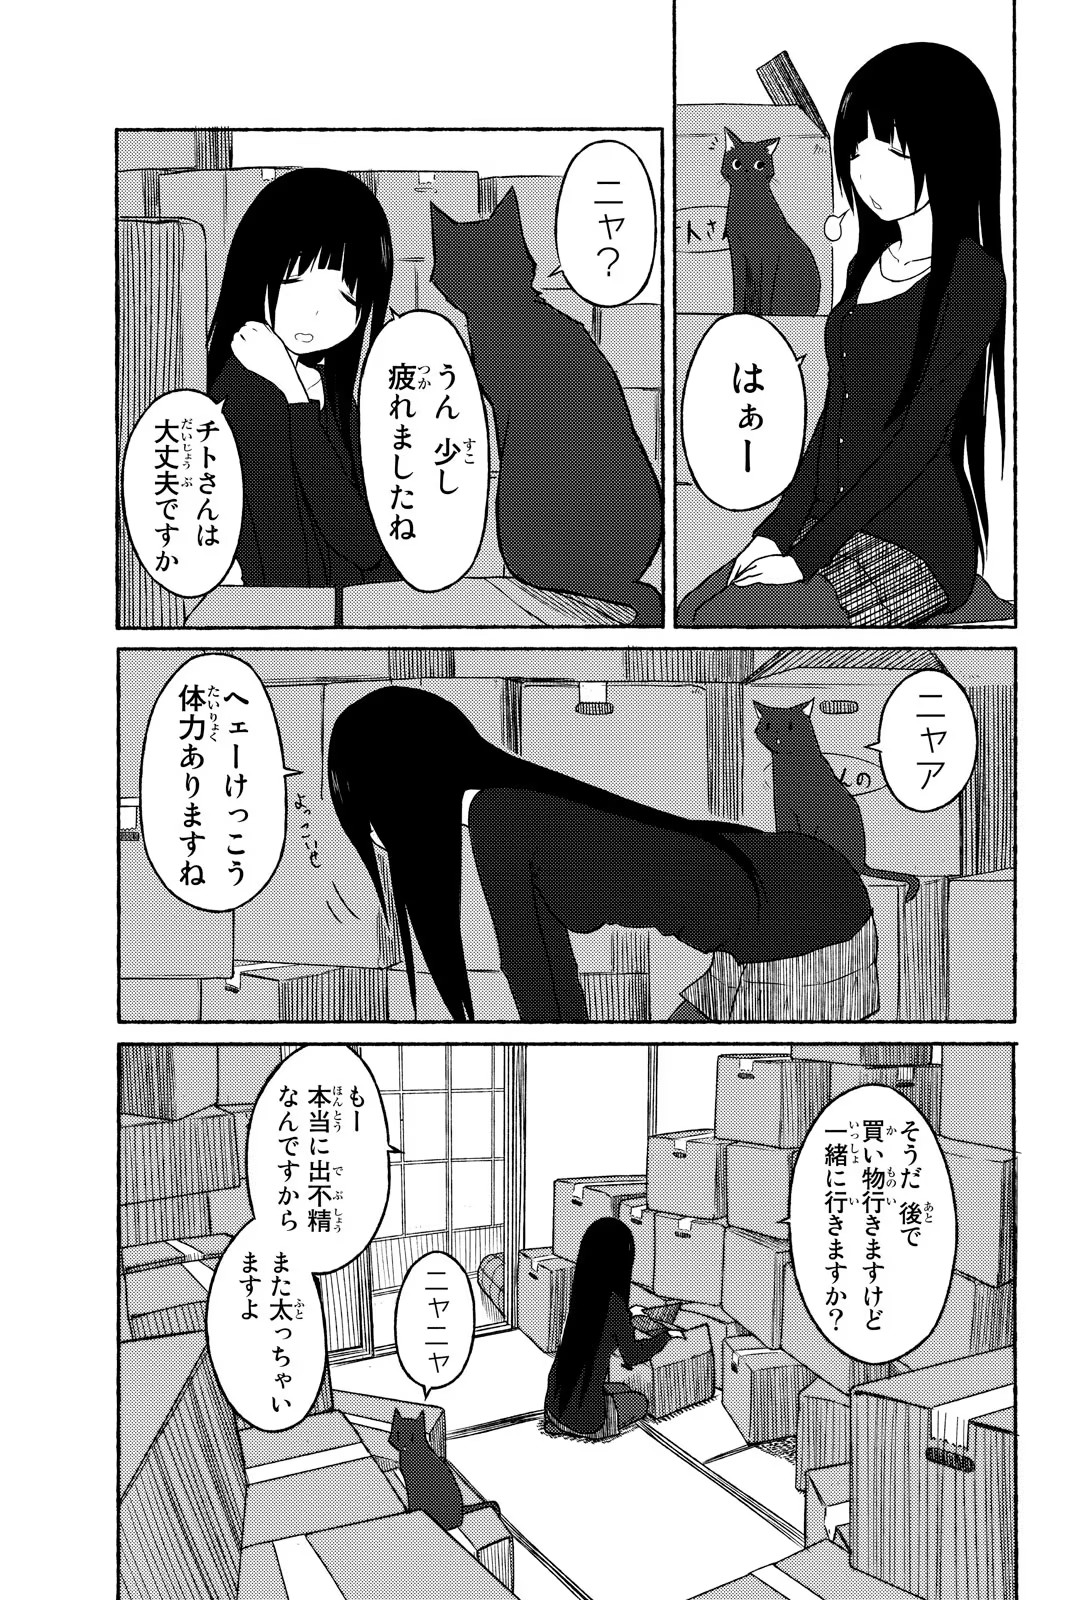 はぁー
ニャ？
うん 少し
疲れましたね
チトさんは
大丈夫ですか
ニャア
よっこいせ
ヘェーけっこう
体力ありますね
そうだ 後で
買い物行きますけど
一緒に行きますか？
ニャニャ
もー
本当に出不精
なんですから
また太っちゃい
ますよ